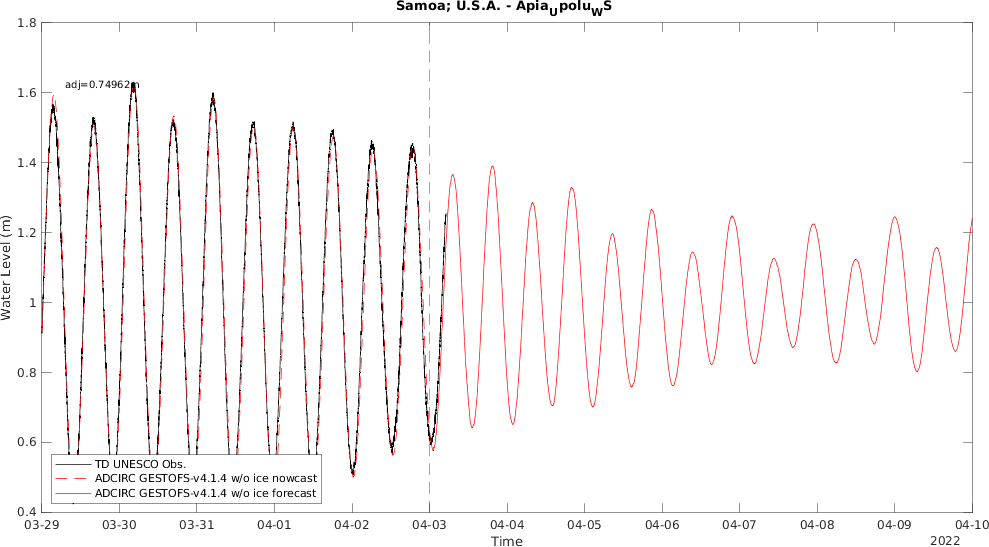 Samoa; U.S.A. - Apia_Upolu_WS
1.8
adj=0.74962m
1.6
1.4
1.2
1
0.8
0.6
0.4
Water Level (m)
TD UNESCO Obs.
ADCIRC GESTOFS-v4.1.4 w/o ice nowcast
ADCIRC GESTOFS-v4.1.4 w/o ice forecast
03-29 03-30 03-31 04-01 04-02 04-03 04-04 04-05 04-06 04-07 04-08 04-09 04-10
Time
2022